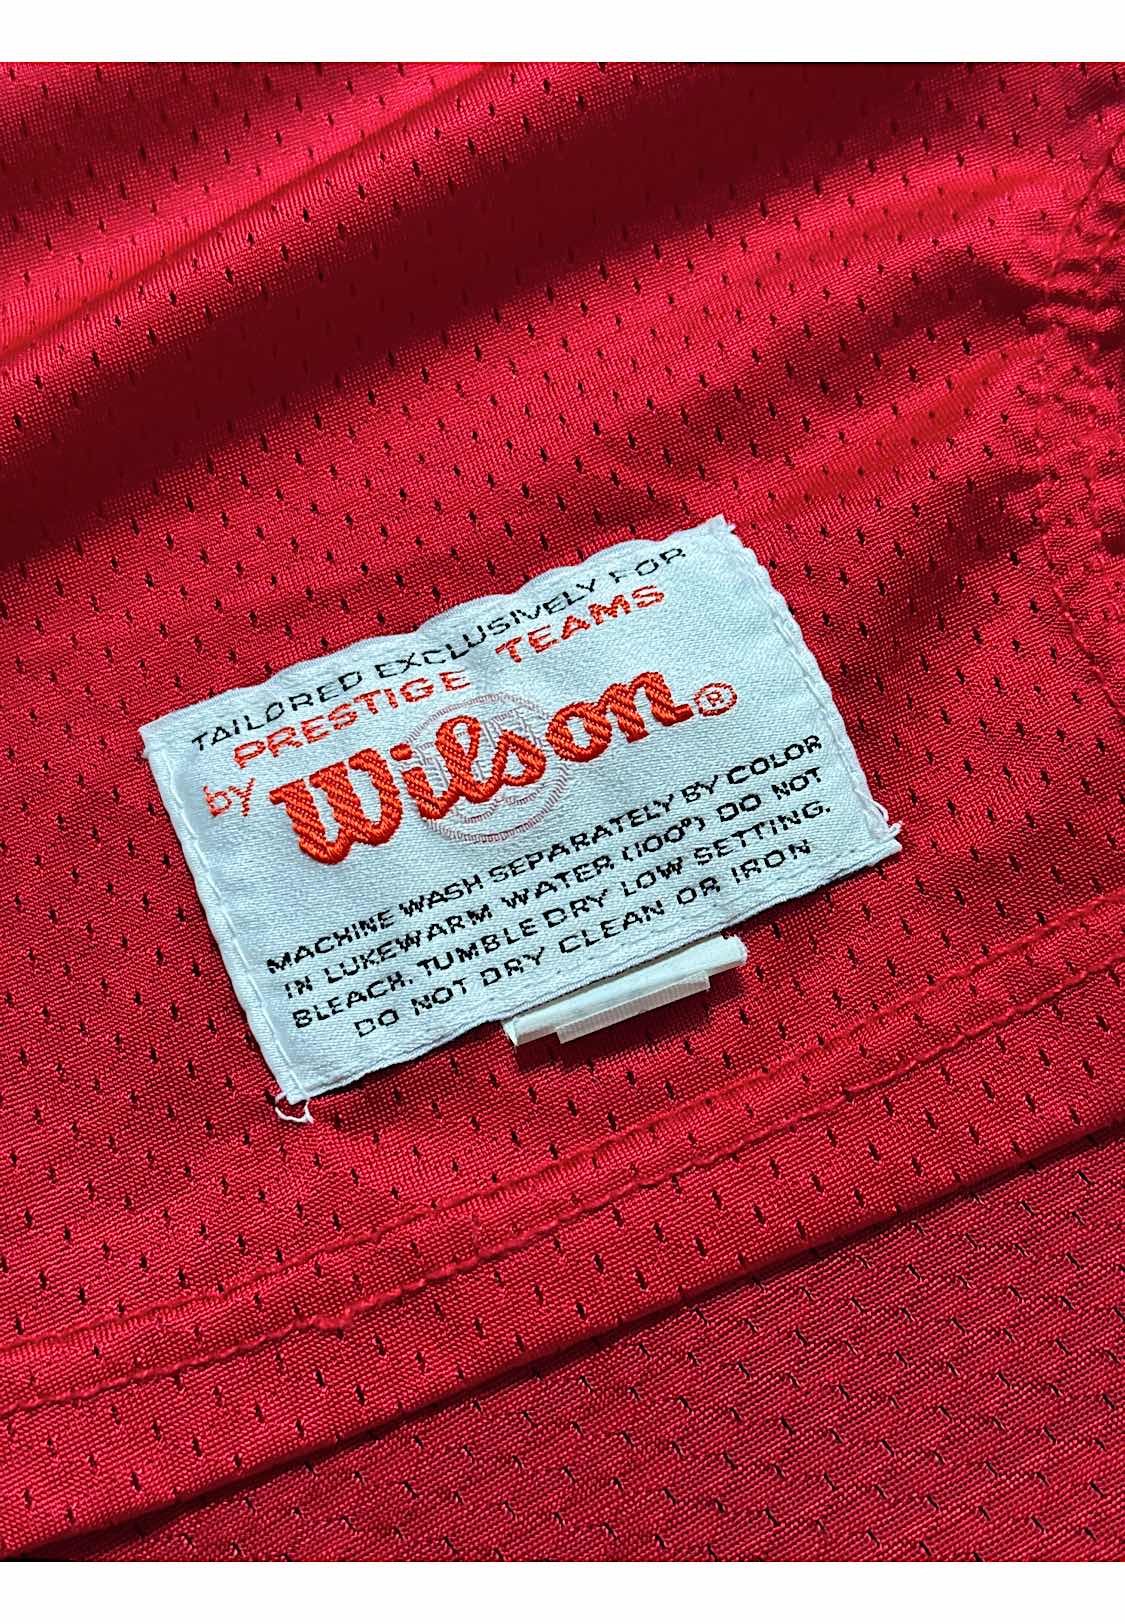 TAILORED EXCLUSIVELY FOR
PRESTIGE TEAMS
by Wilson®
MACHINE WASH SEPARATELY BY COLOR
IN LUKEWARM WATER (100°) DO NOT
BLEACH. TUMBLE DRY LOW SETTING.
DO NOT DRY CLEAN OR IRON